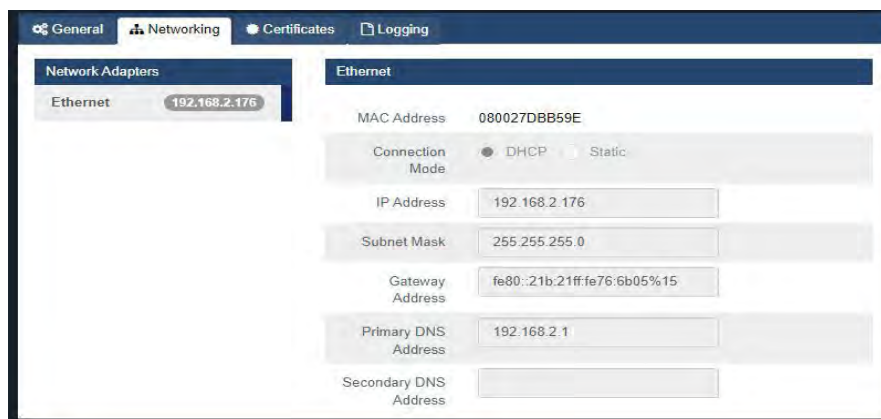 General Networking Certificates Logging
Network Adapters
Ethernet 192.168.2.176
Ethernet
MAC Address 080027DBB59E
Connection Mode DHCP Static
IP Address 192.168.2.176
Subnet Mask 255.255.255.0
Gateway Address fe80::21b:21ff:fe76:6b05%15
Primary DNS Address 192.168.2.1
Secondary DNS Address